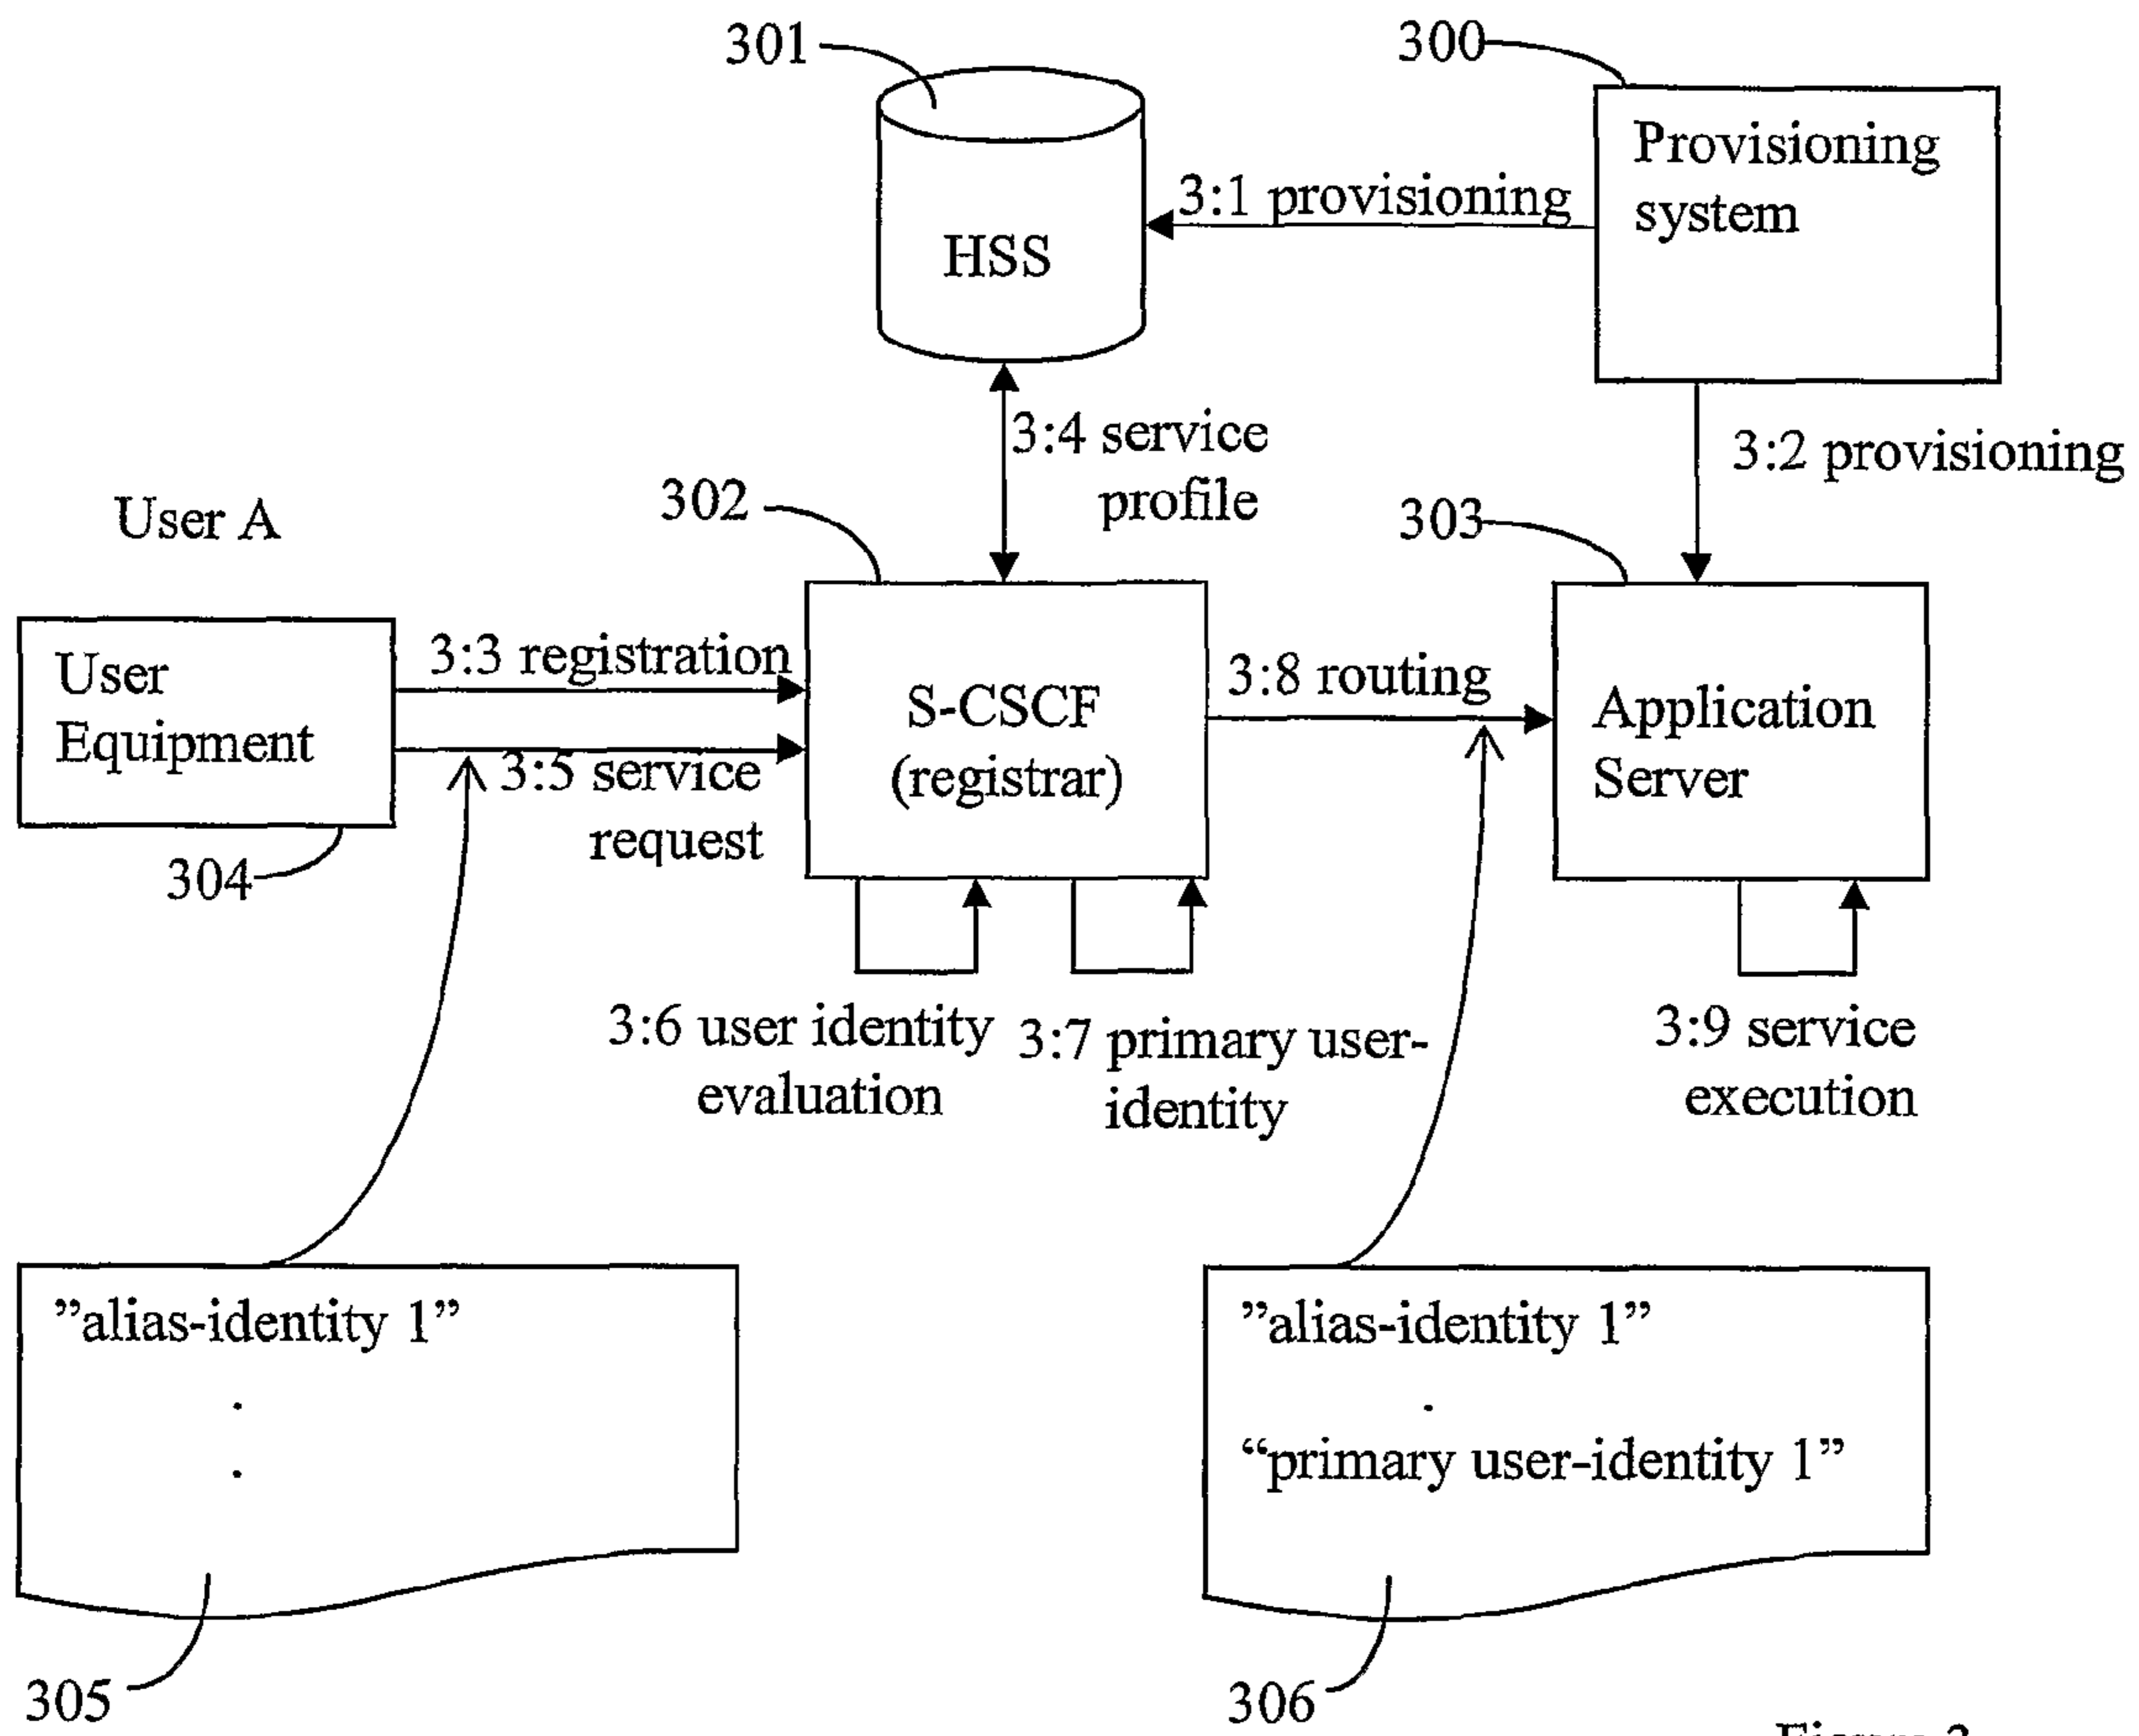 301
300
Provisioning
system
3:1 provisioning
HSS
3:4 service
profile
3:2 provisioning
302
303
User A
User
Equipment
3:3 registration
3:5 service
request
304
S-CSCF
(registrar)
3:8 routing
Application
Server
3:6 user identity
evaluation
3:7 primary user-
identity
3:9 service
execution
”alias-identity 1”
.
.
”alias-identity 1”
.
“primary user-identity 1”
305
306